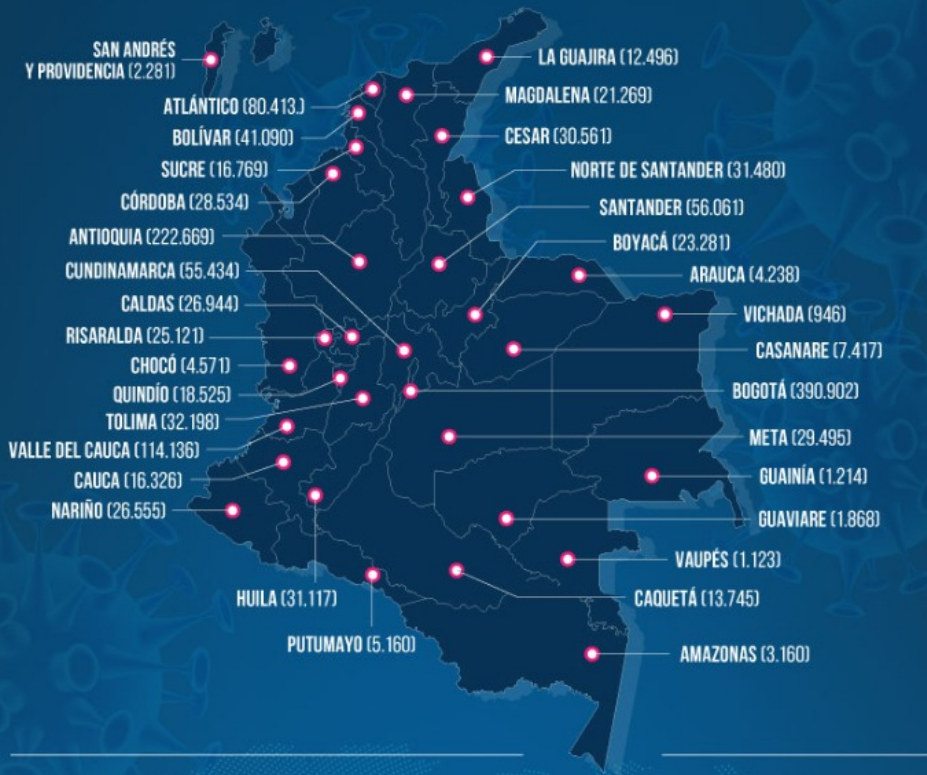 SAN ANDRÉS
Y PROVIDENCIA (2.281)
ATLÁNTICO (80.413.)
BOLÍVAR (41.090)
SUCRE (16.769)
CÓRDOBA (28.534)
ANTIOQUIA (222.669)
CUNDINAMARCA (55.434)
CALDAS (26.944)
RISARALDA (25.121)
CHOCÓ (4.571)
QUINDÍO (18.525)
TOLIMA (32.198)
VALLE DEL CAUCA (114.136)
CAUCA (16.326)
NARIÑO (26.555)
HUILA (31.117)
PUTUMAYO (5.160)
LA GUAJIRA (12.496)
MAGDALENA (21.269)
CESAR (30.561)
NORTE DE SANTANDER (31.480)
SANTANDER (56.061)
BOYACÁ (23.281)
ARAUCA (4.238)
VICHADA (946)
CASANARE (7.417)
BOGOTÁ (390.902)
META (29.495)
GUAINÍA (1.214)
GUAVIARE (1.868)
VAUPÉS (1.123)
CAQUETÁ (13.745)
AMAZONAS (3.160)